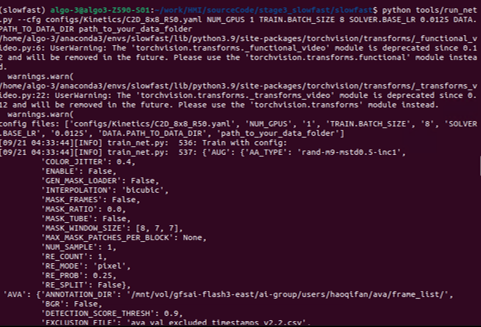 (slowfast) algo-3@algo3-Z590-S01:~/work/HMI/sourceCode/stage3_slowfast/slowfast$ python tools/run_net
.py --cfg configs/Kinetics/C2D_8x8_R50.yaml NUM_GPUS 1 TRAIN.BATCH_SIZE 8 SOLVER.BASE_LR 0.0125 DATA.
PATH_TO_DATA_DIR path_to_your_data_folder
/home/algo-3/anaconda3/envs/slowfast/lib/python3.9/site-packages/torchvision/transforms/_functional_v
ideo.py:6: UserWarning: The 'torchvision.transforms._functional_video' module is deprecated since 0.1
2 and will be removed in the future. Please use the 'torchvision.transforms.functional' module instea
d.
  warnings.warn(
/home/algo-3/anaconda3/envs/slowfast/lib/python3.9/site-packages/torchvision/transforms/_transforms_v
ideo.py:22: UserWarning: The 'torchvision.transforms._transforms_video' module is deprecated since 0.
12 and will be removed in the future. Please use the 'torchvision.transforms' module instead.
  warnings.warn(
config files: ['configs/Kinetics/C2D_8x8_R50.yaml', 'NUM_GPUS', '1', 'TRAIN.BATCH_SIZE', '8', 'SOLVER
.BASE_LR', '0.0125', 'DATA.PATH_TO_DATA_DIR', 'path_to_your_data_folder']
[09/21 04:33:44][INFO] train_net.py:  536: Train with config:
[09/21 04:33:44][INFO] train_net.py:  537: {'AUG': {'AA_TYPE': 'rand-m9-mstd0.5-inc1',
'COLOR_JITTER': 0.4,
'ENABLE': False,
'GEN_MASK_LOADER': False,
'INTERPOLATION': 'bicubic',
'MASK_FRAMES': False,
'MASK_RATIO': 0.0,
'MASK_TUBE': False,
'MASK_WINDOW_SIZE': [8, 7, 7],
'MAX_MASK_PATCHES_PER_BLOCK': None,
'NUM_SAMPLE': 1,
'RE_COUNT': 1,
'RE_MODE': 'pixel',
'RE_PROB': 0.25,
'RE_SPLIT': False},
'AVA': {'ANNOTATION_DIR': '/mnt/vol/gfsai-flash3-east/ai-group/users/haoqifan/ava/frame_list/',
'BGR': False,
'DETECTION_SCORE_THRESH': 0.9,
'EXCLUSION_FILE': 'ava_val_excluded_timestamps_v2.2.csv',